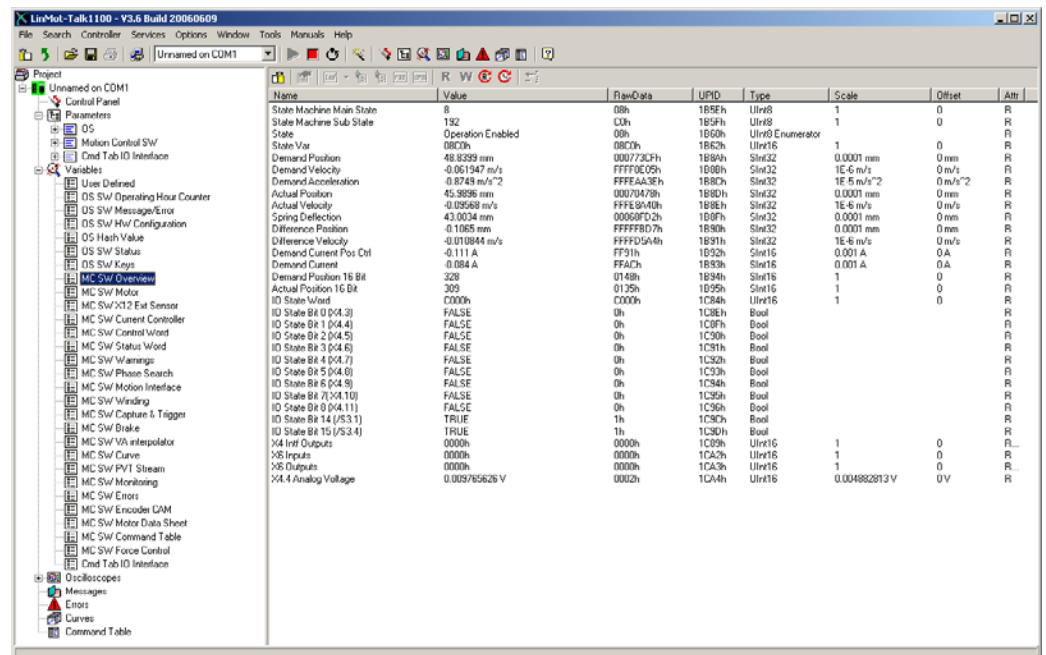 LinMot-Talk1100 - V3.6 Build 20060609
File Search Controller Services Options Window Tools Manuals Help
Unnamed on COM1
R W
Project
Unnamed on COM1
Control Panel
Parameters
OS
Motion Control SW
Cmd Tab IO Interface
Variables
User Defined
OS SW Operating Hour Counter
OS SW Message/Error
OS SW HW Configuration
OS Hash Value
OS SW Status
OS SW Keys
MC SW Overview
MC SW Motor
MC SW X12 Ext Sensor
MC SW Current Controller
MC SW Control Word
MC SW Status Word
MC SW Warnings
MC SW Phase Search
MC SW Motion Interface
MC SW Winding
MC SW Capture & Trigger
MC SW Brake
MC SW VA interpolator
MC SW Curve
MC SW PVT Stream
MC SW Monitoring
MC SW Errors
MC SW Encoder CAM
MC SW Motor Data Sheet
MC SW Command Table
MC SW Force Control
Cmd Tab IO Interface
Oscilloscopes
Messages
Errors
Curves
Command Table
Name Value RawData UPID Type Scale Offset Attr
State Machine Main State 8 08h 1B5Eh UInt8 1 0 R
State Machine Sub State 192 C0h 1B5Fh UInt8 1 0 R
State Operation Enabled 08h 1B60h UInt8 Enumerator R
State Var 08C0h 08C0h 1B62h UInt16 1 0 R
Demand Position 48.8399 mm 000773CFh 1B8Ah SInt32 0.0001 mm 0 mm R
Demand Velocity -0.061947 m/s FFFF0E05h 1B8Bh SInt32 1E-6 m/s 0 m/s R
Demand Acceleration -0.8749 m/s^2 FFFEAA3Eh 1B8Ch SInt32 1E-5 m/s^2 0 m/s^2 R
Actual Position 45.9896 mm 00070478h 1B8Dh SInt32 0.0001 mm 0 mm R
Actual Velocity -0.09568 m/s FFFE8A40h 1B8Eh SInt32 1E-6 m/s 0 m/s R
Spring Deflection 43.0034 mm 00068FD2h 1B8Fh SInt32 0.0001 mm 0 mm R
Difference Position -0.1065 mm FFFFFBD7h 1B90h SInt32 0.0001 mm 0 mm R
Difference Velocity -0.010844 m/s FFFFD5A4h 1B91h SInt32 1E-6 m/s 0 m/s R
Demand Current Pos Ctrl -0.111 A FF91h 1B92h SInt16 0.001 A 0 A R
Demand Current -0.084 A FFACh 1B93h SInt16 0.001 A 0 A R
Demand Position 16 Bit 328 0148h 1B94h SInt16 1 0 R
Actual Position 16 Bit 309 0135h 1B95h SInt16 1 0 R
IO State Word C000h C000h 1C84h UInt16 1 0 R
IO State Bit 0 (X4.3) FALSE 0h 1C8Eh Bool R
IO State Bit 1 (X4.4) FALSE 0h 1C8Fh Bool R
IO State Bit 2 (X4.5) FALSE 0h 1C90h Bool R
IO State Bit 3 (X4.6) FALSE 0h 1C91h Bool R
IO State Bit 4 (X4.7) FALSE 0h 1C92h Bool R
IO State Bit 5 (X4.8) FALSE 0h 1C93h Bool R
IO State Bit 6 (X4.9) FALSE 0h 1C94h Bool R
IO State Bit 7( X4.10) FALSE 0h 1C95h Bool R
IO State Bit 8 (X4.11) FALSE 0h 1C96h Bool R
IO State Bit 14 (/S3.1) TRUE 1h 1C9Ch Bool R
IO State Bit 15 (/S3.4) TRUE 1h 1C9Dh Bool R
X4 Intf Outputs 0000h 0000h 1C89h UInt16 1 0 R...
X6 Inputs 0000h 0000h 1CA2h UInt16 1 0 R
X6 Outputs 0000h 0000h 1CA3h UInt16 1 0 R...
X4.4 Analog Voltage 0.009765626 V 0002h 1CA4h UInt16 0.004882813 V 0 V R